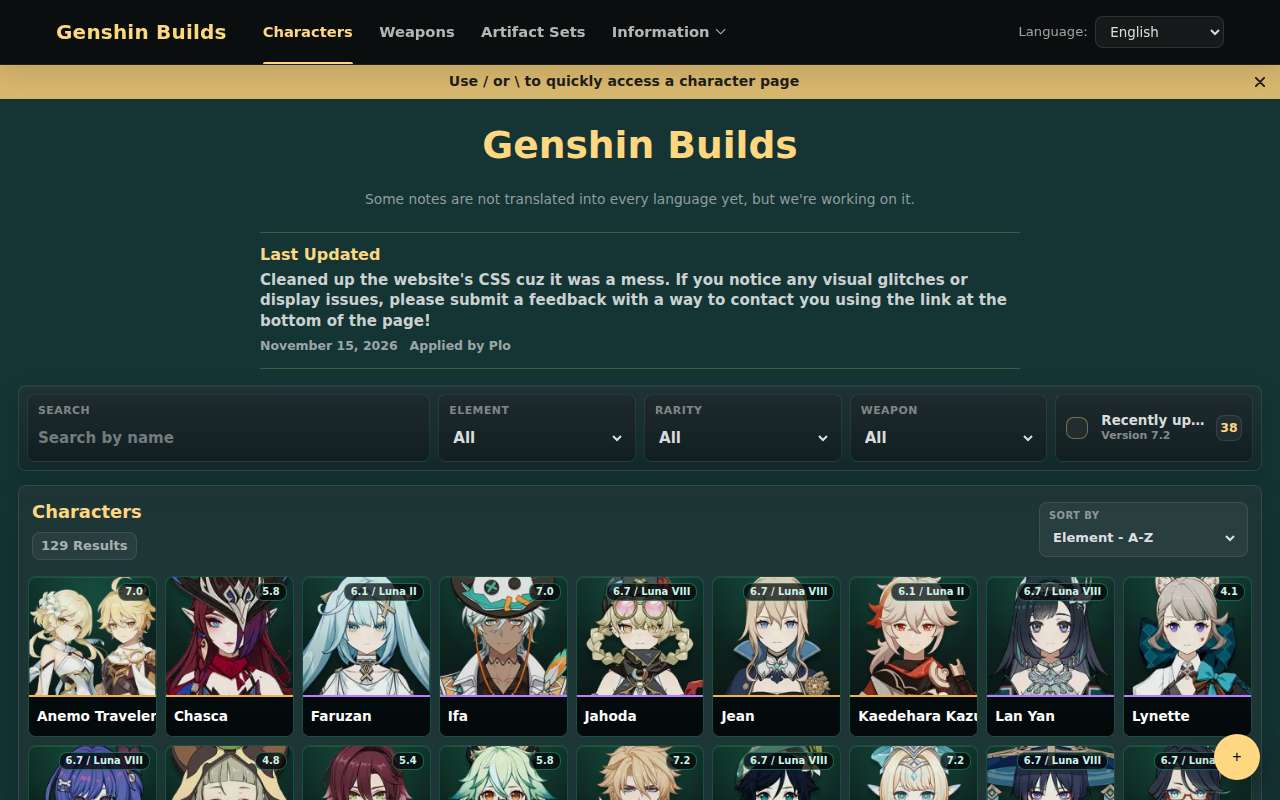 Genshin Builds
Characters
Weapons
Artifact Sets
Information
Language:
English
Use / or \ to quickly access a character page
Genshin Builds
Some notes are not translated into every language yet, but we're working on it.
Last Updated
Cleaned up the website's CSS cuz it was a mess. If you notice any visual glitches or
display issues, please submit a feedback with a way to contact you using the link at the
bottom of the page!
November 15, 2026 Applied by Plo
SEARCH
Search by name
ELEMENT
All
RARITY
All
WEAPON
All
Recently up...
Version 7.2
38
Characters
129 Results
SORT BY
Element - A-Z
7.0
Anemo Traveler
5.8
Chasca
6.1 / Luna II
Faruzan
7.0
Ifa
6.7 / Luna VIII
Jahoda
6.7 / Luna VIII
Jean
6.1 / Luna II
Kaedehara Kazu
6.7 / Luna VIII
Lan Yan
4.1
Lynette
6.7 / Luna VIII
4.8
5.4
5.8
7.2
6.7 / Luna VIII
7.2
6.7 / Luna VIII
6.7 / Luna
+